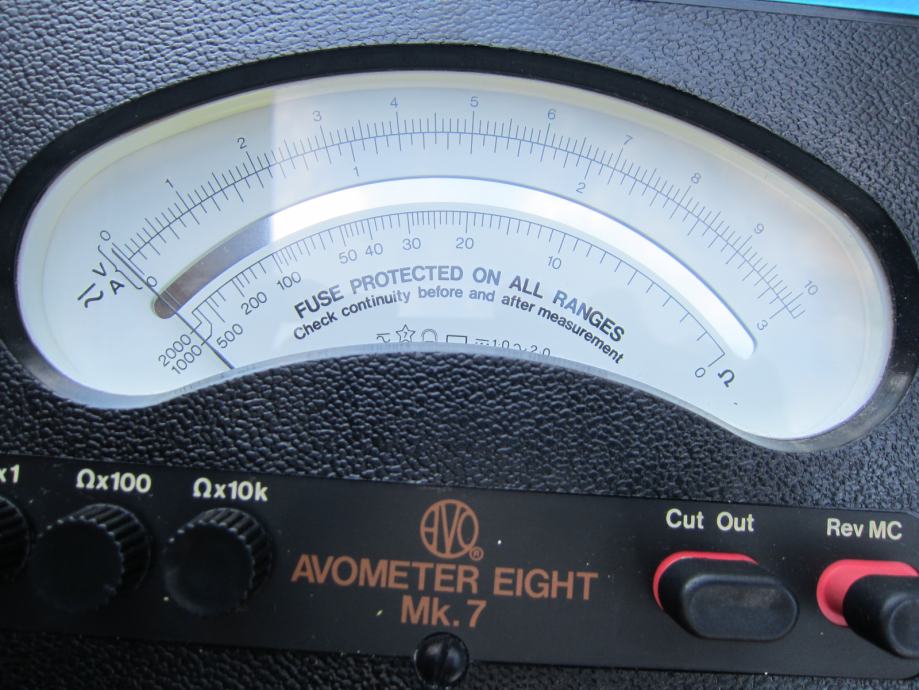 0 1 2 3 4 5 6 7 8 9 10
0 1 2 3
V
A
2000 1000 500 200 100 50 40 30 20 10 0 Ω
FUSE PROTECTED ON ALL RANGES
Check continuity before and after measurement
x1 Ωx100 Ωx10k
Cut Out Rev MC
AVO®
AVOMETER EIGHT
Mk. 7